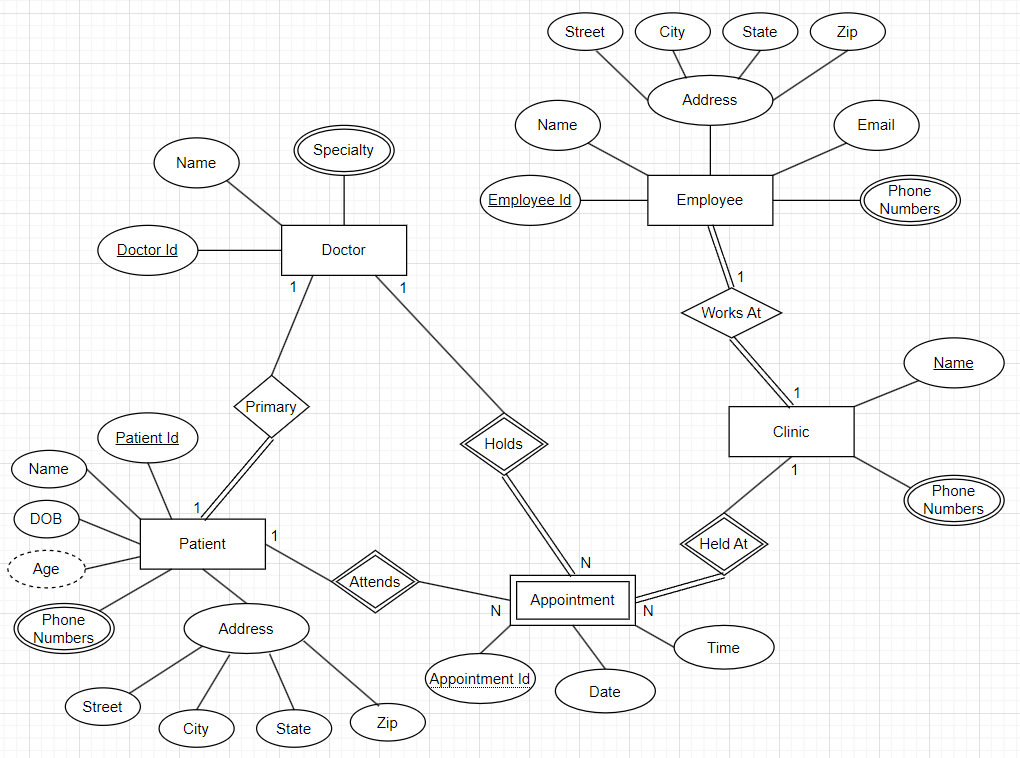 Street
City
State
Zip
Address
Name
Email
Employee Id
Employee
Phone
Numbers
Name
Specialty
Doctor Id
Doctor
1
1
1
Works At
1
Name
Clinic
1
Phone
Numbers
Primary
Holds
Patient Id
Name
DOB
Age
1
Patient
1
Phone
Numbers
Address
Attends
Held At
N
N
N
Appointment
Street
City
State
Zip
Appointment Id
Date
Time